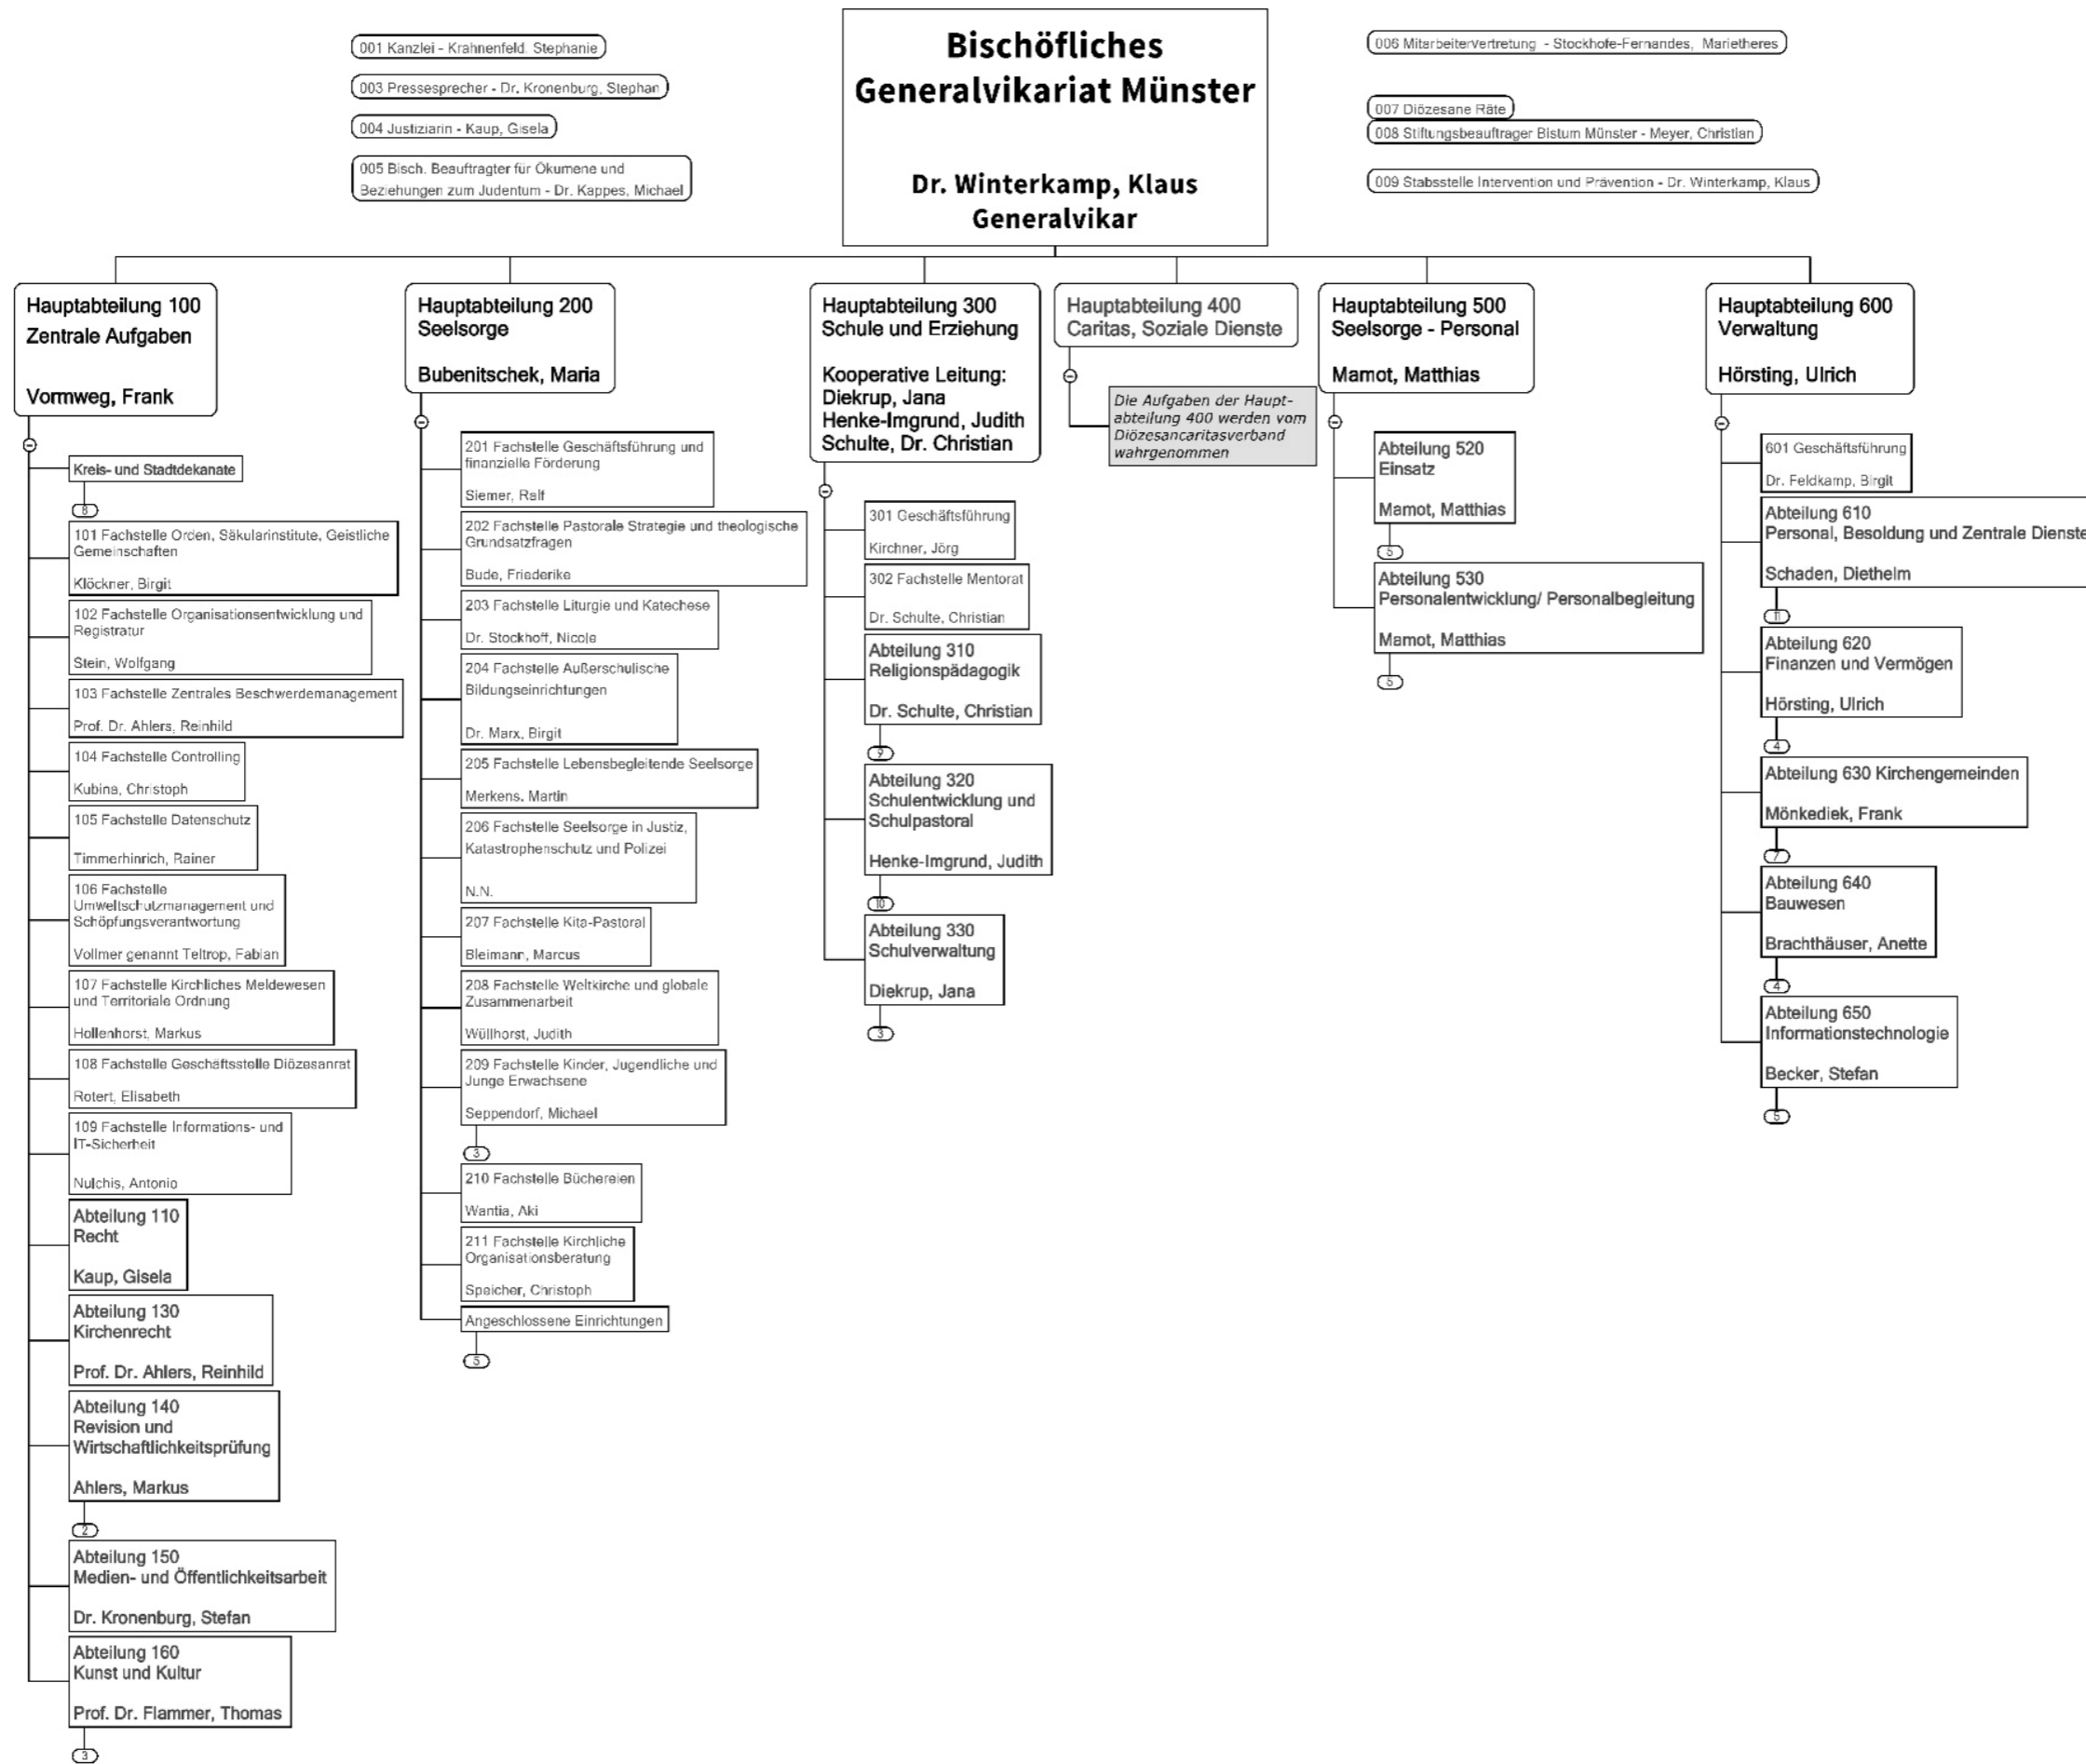 Bischöfliches
Generalvikariat Münster
Dr. Winterkamp, Klaus
Generalvikar
001 Kanzlei - Krahnenfeld. Stephanie
003 Pressesprecher - Dr. Kronenburg, Stephan
004 Justiziarin - Kaup, Gisela
005 Bisch. Beauftragter für Ökumene und
Beziehungen zum Judentum - Dr. Kappes, Michael
006 Mitarbeitervertretung - Stockhofe-Fernandes, Marietheres
007 Diözesane Räte
008 Stiftungsbeauftrager Bistum Münster - Meyer, Christian
009 Stabsstelle Intervention und Prävention - Dr. Winterkamp, Klaus
Hauptabteilung 100
Zentrale Aufgaben
Vormweg, Frank
Kreis- und Stadtdekanate
8
101 Fachstelle Orden, Säkularinstitute, Geistliche
Gemeinschaften
Klöckner, Birgit
102 Fachstelle Organisationsentwicklung und
Registratur
Stein, Wolfgang
103 Fachstelle Zentrales Beschwerdemanagement
Prof. Dr. Ahlers, Reinhild
104 Fachstelle Controlling
Kubina, Christoph
105 Fachstelle Datenschutz
Timmerhinrich, Rainer
106 Fachstelle
Umweltschutzmanagement und
Schöpfungsverantwortung
Vollmer genannt Teltrop, Fabian
107 Fachstelle Kirchliches Meldewesen
und Territoriale Ordnung
Hollenhorst, Markus
108 Fachstelle Geschäftsstelle Diözesanrat
Rotert, Elisabeth
109 Fachstelle Informations- und
IT-Sicherheit
Nulchis, Antonio
Abteilung 110
Recht
Kaup, Gisela
Abteilung 130
Kirchenrecht
Prof. Dr. Ahlers, Reinhild
Abteilung 140
Revision und
Wirtschaftlichkeitsprüfung
Ahlers, Markus
2
Abteilung 150
Medien- und Öffentlichkeitsarbeit
Dr. Kronenburg, Stefan
Abteilung 160
Kunst und Kultur
Prof. Dr. Flammer, Thomas
3
Hauptabteilung 200
Seelsorge
Bubenitschek, Maria
201 Fachstelle Geschäftsführung und
finanzielle Förderung
Siemer, Ralf
202 Fachstelle Pastorale Strategie und theologische
Grundsatzfragen
Bude, Friederike
203 Fachstelle Liturgie und Katechese
Dr. Stockhoff, Nicole
204 Fachstelle Außerschulische
Bildungseinrichtungen
Dr. Marx, Birgit
205 Fachstelle Lebensbegleitende Seelsorge
Merkens, Martin
206 Fachstelle Seelsorge in Justiz,
Katastrophenschutz und Polizei
N.N.
207 Fachstelle Kita-Pastoral
Bleimann, Marcus
208 Fachstelle Weltkirche und globale
Zusammenarbeit
Wüllhorst, Judith
209 Fachstelle Kinder, Jugendliche und
Junge Erwachsene
Seppendorf, Michael
3
210 Fachstelle Büchereien
Wantia, Aki
211 Fachstelle Kirchliche
Organisationsberatung
Speicher, Christoph
Angeschlossene Einrichtungen
5
Hauptabteilung 300
Schule und Erziehung
Kooperative Leitung:
Diekrup, Jana
Henke-Imgrund, Judith
Schulte, Dr. Christian
301 Geschäftsführung
Kirchner, Jörg
302 Fachstelle Mentorat
Dr. Schulte, Christian
Abteilung 310
Religionspädagogik
Dr. Schulte, Christian
9
Abteilung 320
Schulentwicklung und
Schulpastoral
Henke-Imgrund, Judith
10
Abteilung 330
Schulverwaltung
Diekrup, Jana
3
Hauptabteilung 400
Caritas, Soziale Dienste
Die Aufgaben der Haupt-
abteilung 400 werden vom
Diözesancaritasverband
wahrgenommen
Hauptabteilung 500
Seelsorge - Personal
Mamot, Matthias
Abteilung 520
Einsatz
Mamot, Matthias
5
Abteilung 530
Personalentwicklung/ Personalbegleitung
Mamot, Matthias
5
Hauptabteilung 600
Verwaltung
Hörsting, Ulrich
601 Geschäftsführung
Dr. Feldkamp, Birgit
Abteilung 610
Personal, Besoldung und Zentrale Dienste
Schaden, Diethelm
11
Abteilung 620
Finanzen und Vermögen
Hörsting, Ulrich
4
Abteilung 630 Kirchengemeinden
Mönkediek, Frank
7
Abteilung 640
Bauwesen
Brachthäuser, Anette
4
Abteilung 650
Informationstechnologie
Becker, Stefan
5